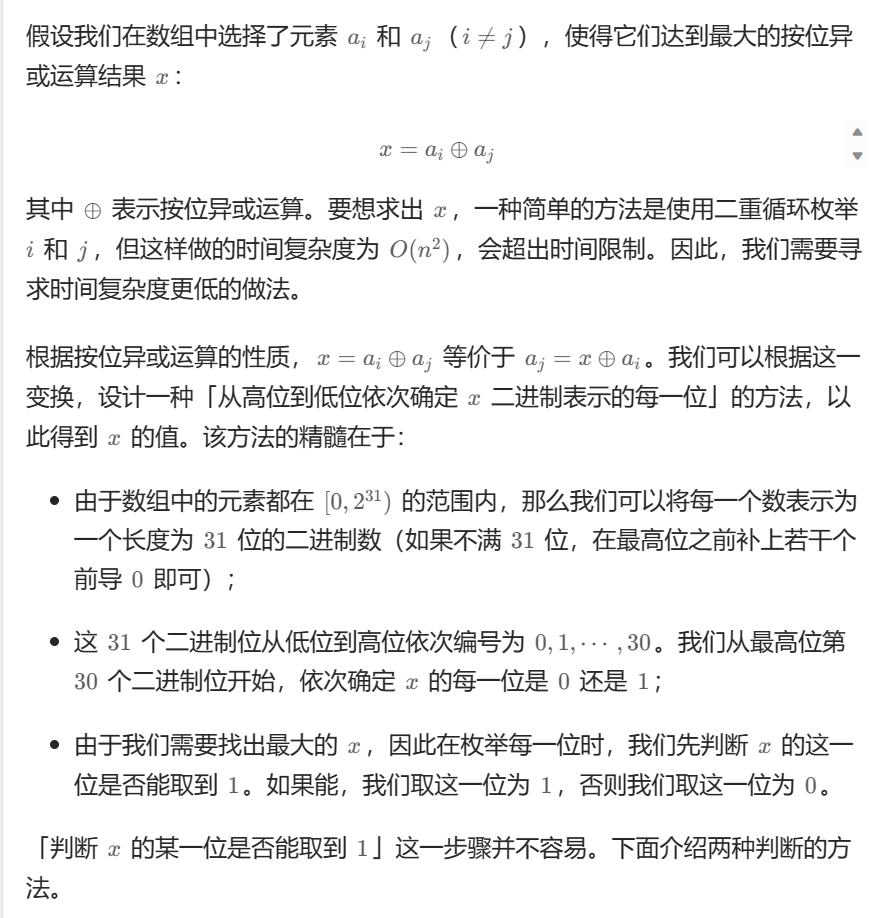 假设我们在数组中选择了元素 aᵢ 和 aⱼ（i ≠ j），使得它们达到最大的按位异
或运算结果 x：
x = aᵢ ⊕ aⱼ
其中 ⊕ 表示按位异或运算。要想求出 x，一种简单的方法是使用二重循环枚举
i 和 j，但这样做的时间复杂度为 O(n²)，会超出时间限制。因此，我们需要寻
求时间复杂度更低的做法。
根据按位异或运算的性质，x = aᵢ ⊕ aⱼ 等价于 aⱼ = x ⊕ aᵢ。我们可以根据这一
变换，设计一种「从高位到低位依次确定 x 二进制表示的每一位」的方法，以
此得到 x 的值。该方法的精髓在于：
• 由于数组中的元素都在 [0, 2³¹) 的范围内，那么我们可以将每一个数表示为
一个长度为 31 位的二进制数（如果不满 31 位，在最高位之前补上若干个
前导 0 即可）；
• 这 31 个二进制位从低位到高位依次编号为 0, 1, ⋯ , 30。我们从最高位第
30 个二进制位开始，依次确定 x 的每一位是 0 还是 1；
• 由于我们需要找出最大的 x，因此在枚举每一位时，我们先判断 x 的这一
位是否能取到 1。如果能，我们取这一位为 1，否则我们取这一位为 0。
「判断 x 的某一位是否能取到 1」这一步骤并不容易。下面介绍两种判断的方
法。